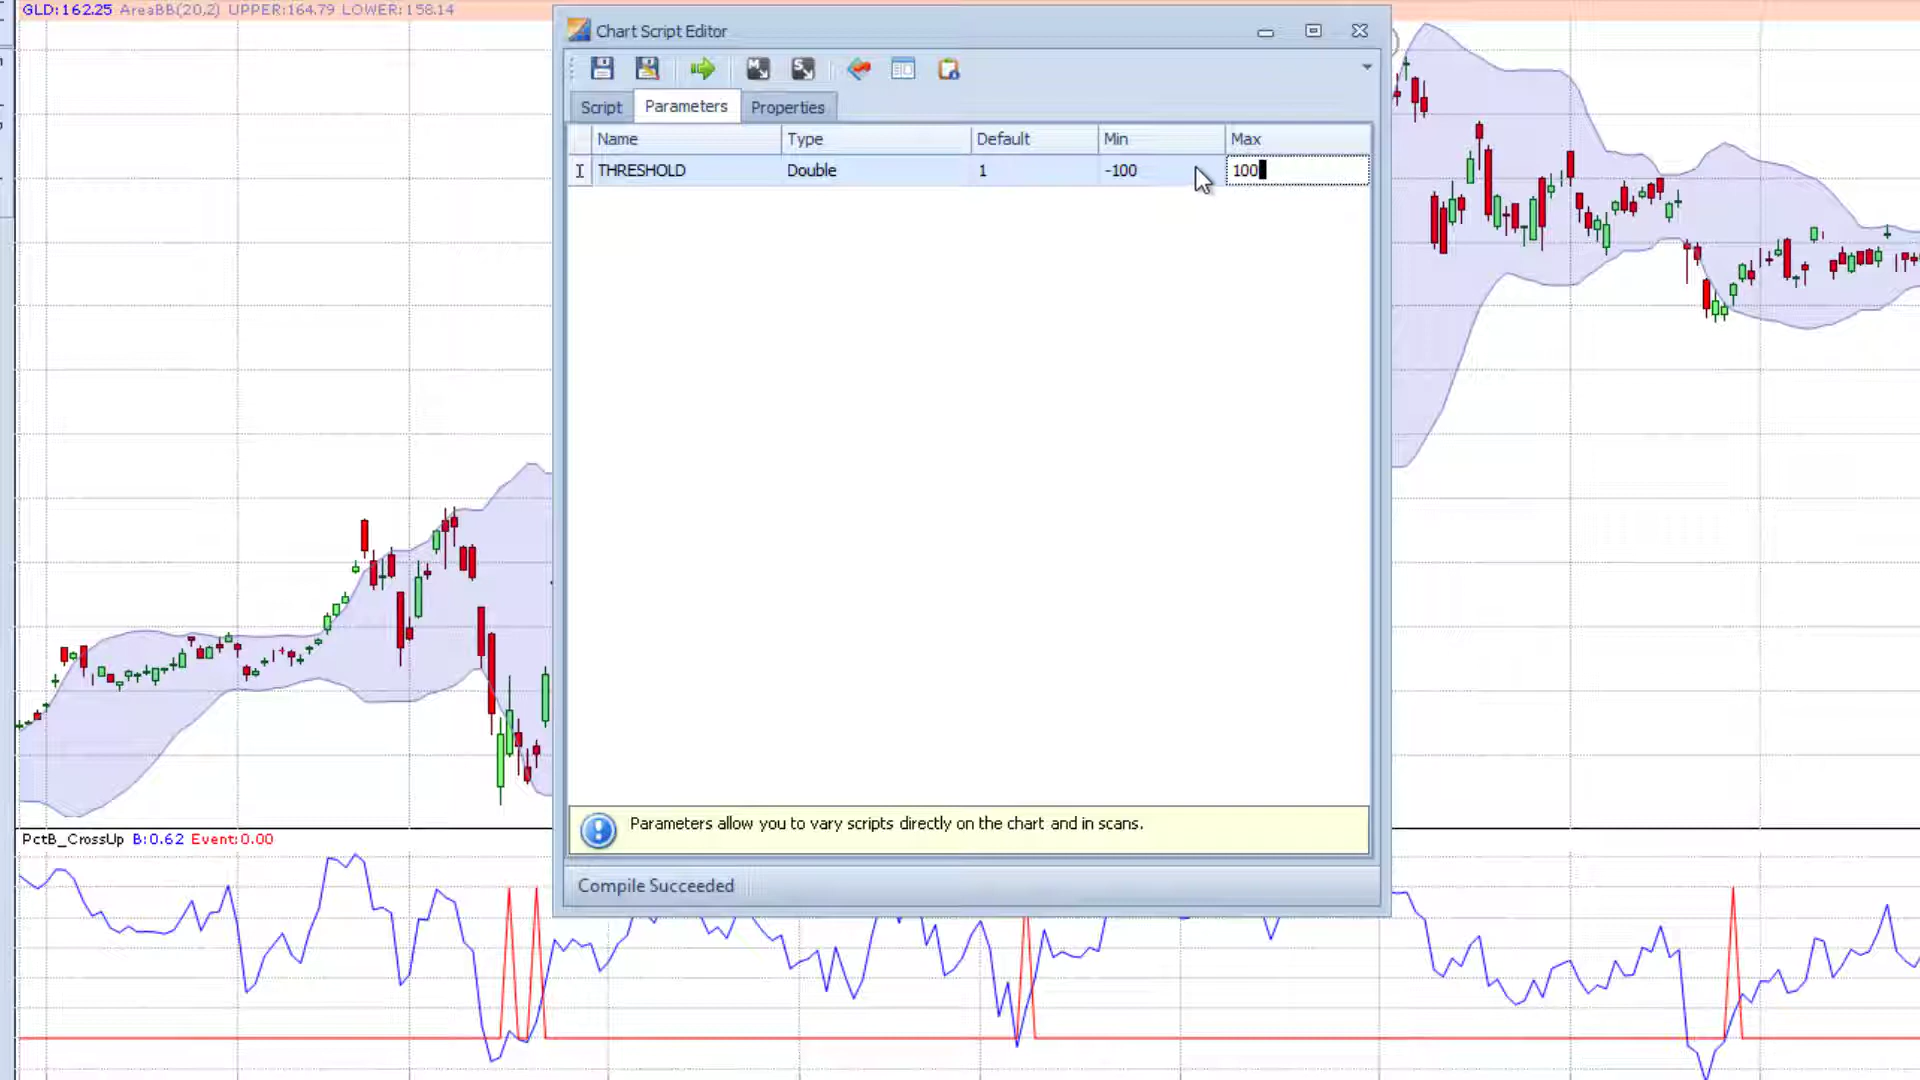 GLD:162.25 AreaBB(20,2) UPPER:164.79 LOWER:158.14
Chart Script Editor
Script Parameters Properties
Name Type Default Min Max
THRESHOLD Double 1 -100 100
Parameters allow you to vary scripts directly on the chart and in scans.
PctB_CrossUp B:0.62 Event:0.00
Compile Succeeded